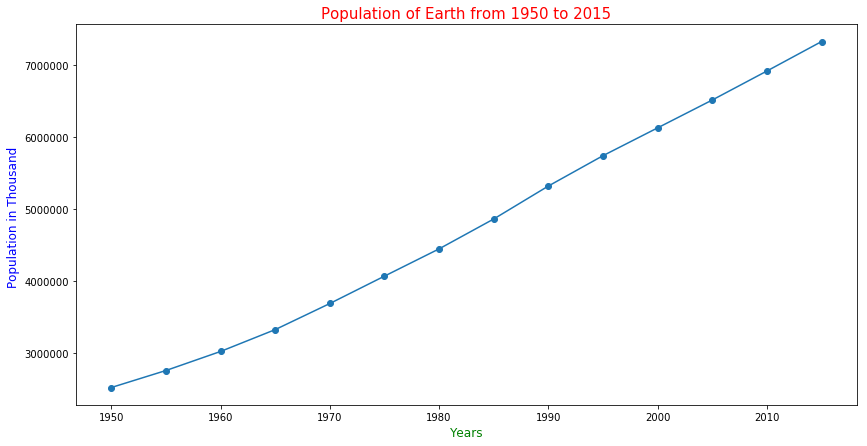 Population of Earth from 1950 to 2015
Population in Thousand
7000000
6000000
5000000
4000000
3000000
1950 1960 1970 1980 1990 2000 2010
Years